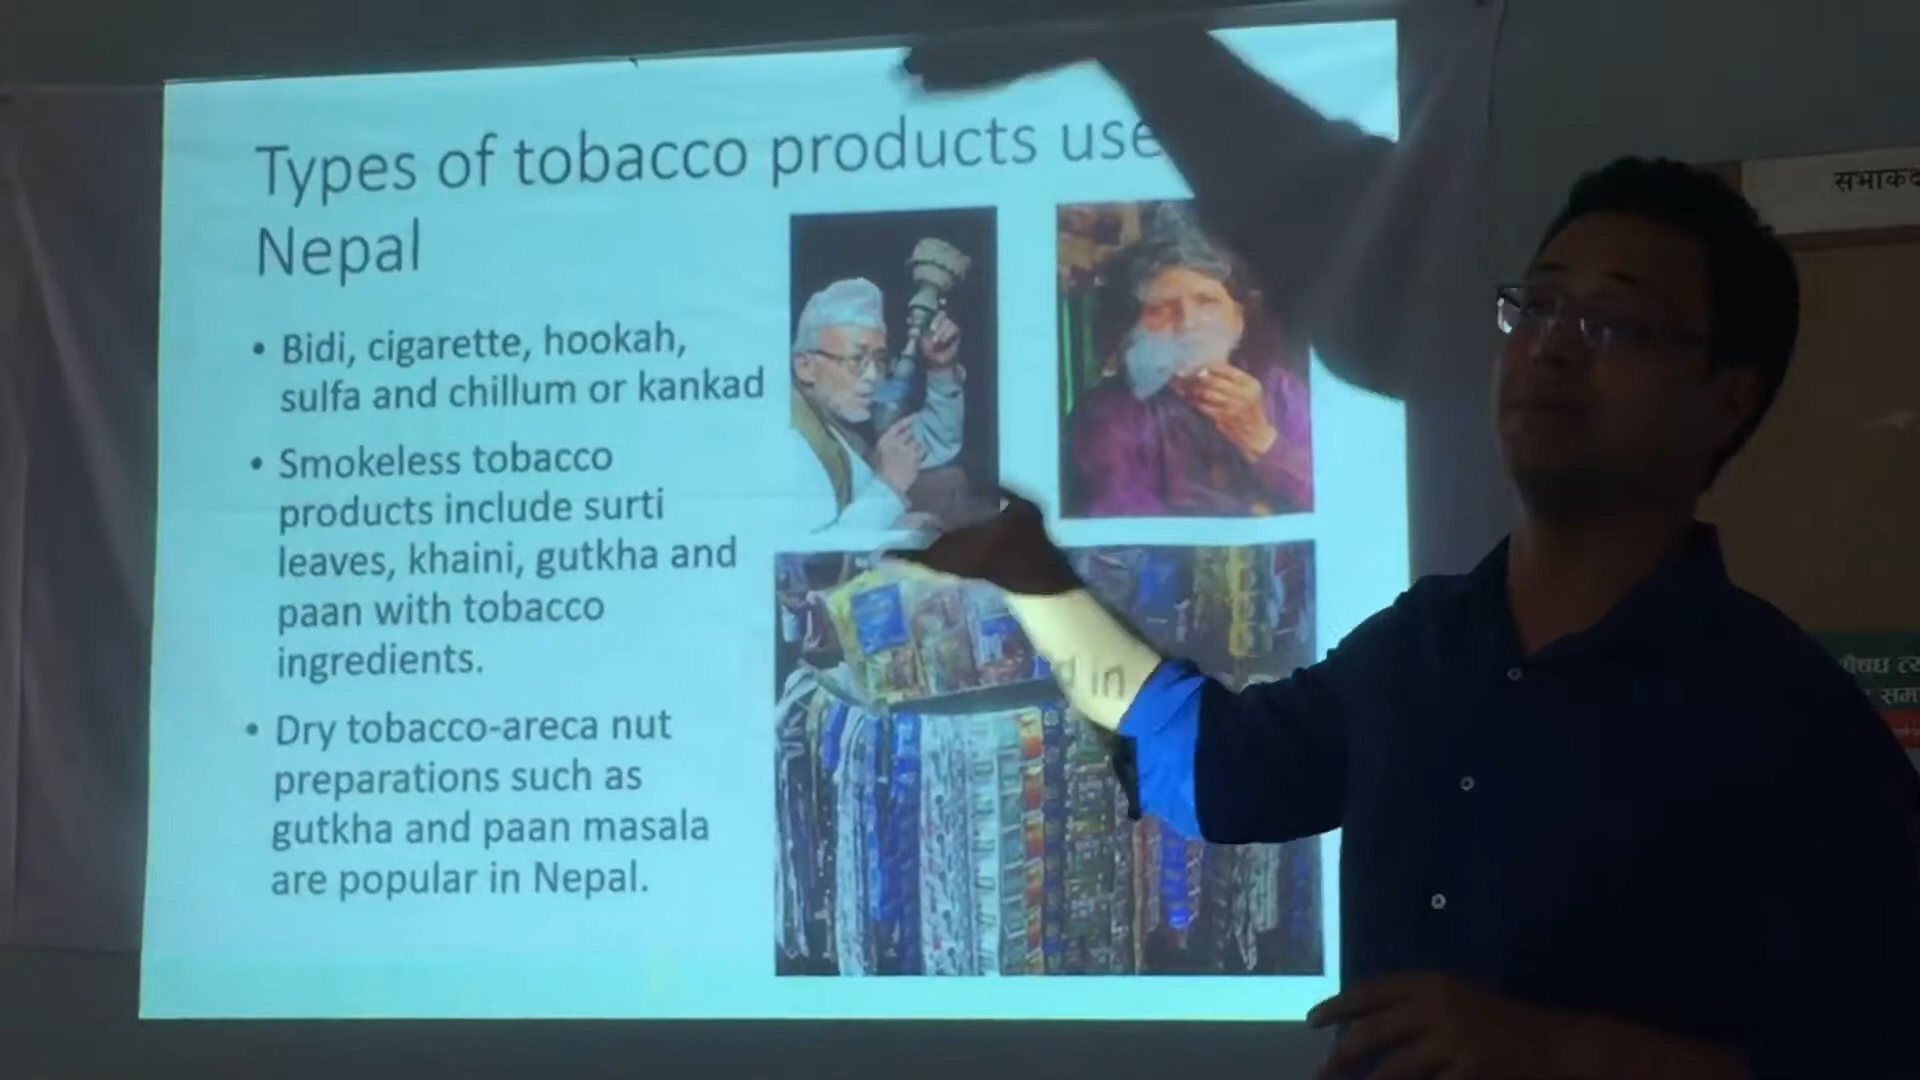 Types of tobacco products use
d in
Nepal
• Bidi, cigarette, hookah,
sulfa and chillum or kankad
• Smokeless tobacco
products include surti
leaves, khaini, gutkha and
paan with tobacco
ingredients.
• Dry tobacco-areca nut
preparations such as
gutkha and paan masala
are popular in Nepal.